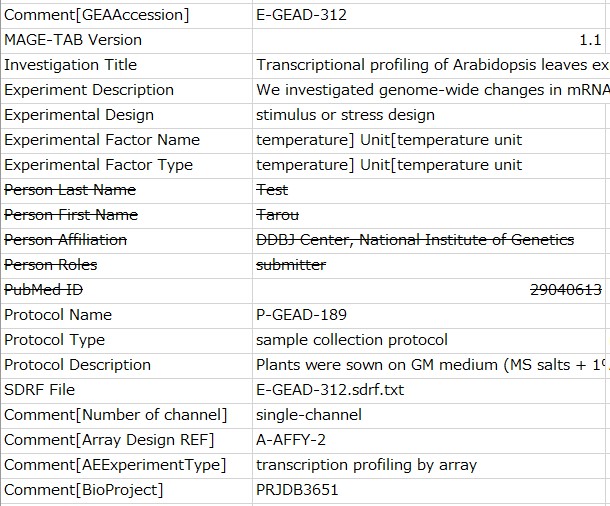 Comment[GEAAccession] E-GEAD-312
MAGE-TAB Version 1.1
Investigation Title Transcriptional profiling of Arabidopsis leaves ex
Experiment Description We investigated genome-wide changes in mRNA
Experimental Design stimulus or stress design
Experimental Factor Name temperature] Unit[temperature unit
Experimental Factor Type temperature] Unit[temperature unit
Person Last Name Test
Person First Name Tarou
Person Affiliation DDBJ Center, National Institute of Genetics
Person Roles submitter
PubMed ID 29040613
Protocol Name P-GEAD-189
Protocol Type sample collection protocol
Protocol Description Plants were sown on GM medium (MS salts + 1%
SDRF File E-GEAD-312.sdrf.txt
Comment[Number of channel] single-channel
Comment[Array Design REF] A-AFFY-2
Comment[AEExperimentType] transcription profiling by array
Comment[BioProject] PRJDB3651